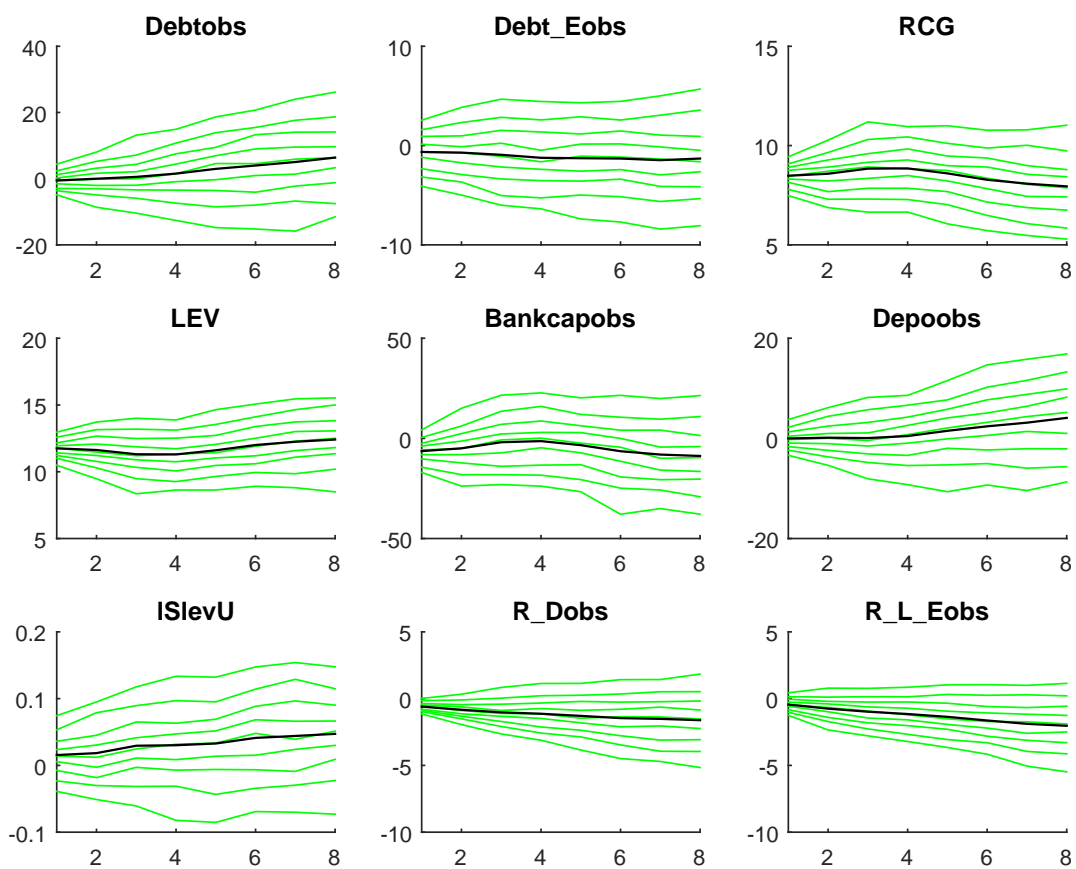 Debtobs Debt_Eobs RCG
40 10 15
20
0 0 10
-20 -10 5
2 4 6 8 2 4 6 8 2 4 6 8
LEV Bankcapobs Depoobs
20 50 20
15
0 0
10
5 -50 -20
2 4 6 8 2 4 6 8 2 4 6 8
lSlevU R_Dobs R_L_Eobs
0.2 5 5
0.1 0 0
0 -5 -5
-0.1 -10 -10
2 4 6 8 2 4 6 8 2 4 6 8